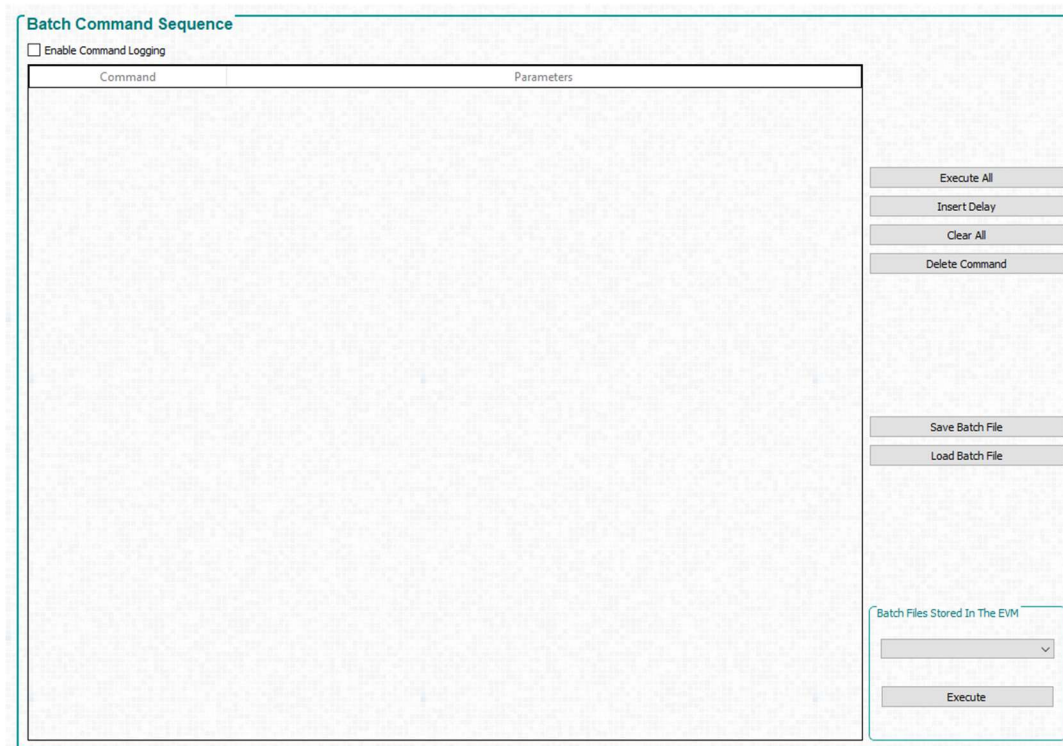 Batch Command Sequence
Enable Command Logging
Command Parameters
Execute All
Insert Delay
Clear All
Delete Command
Save Batch File
Load Batch File
Batch Files Stored In The EVM
Execute